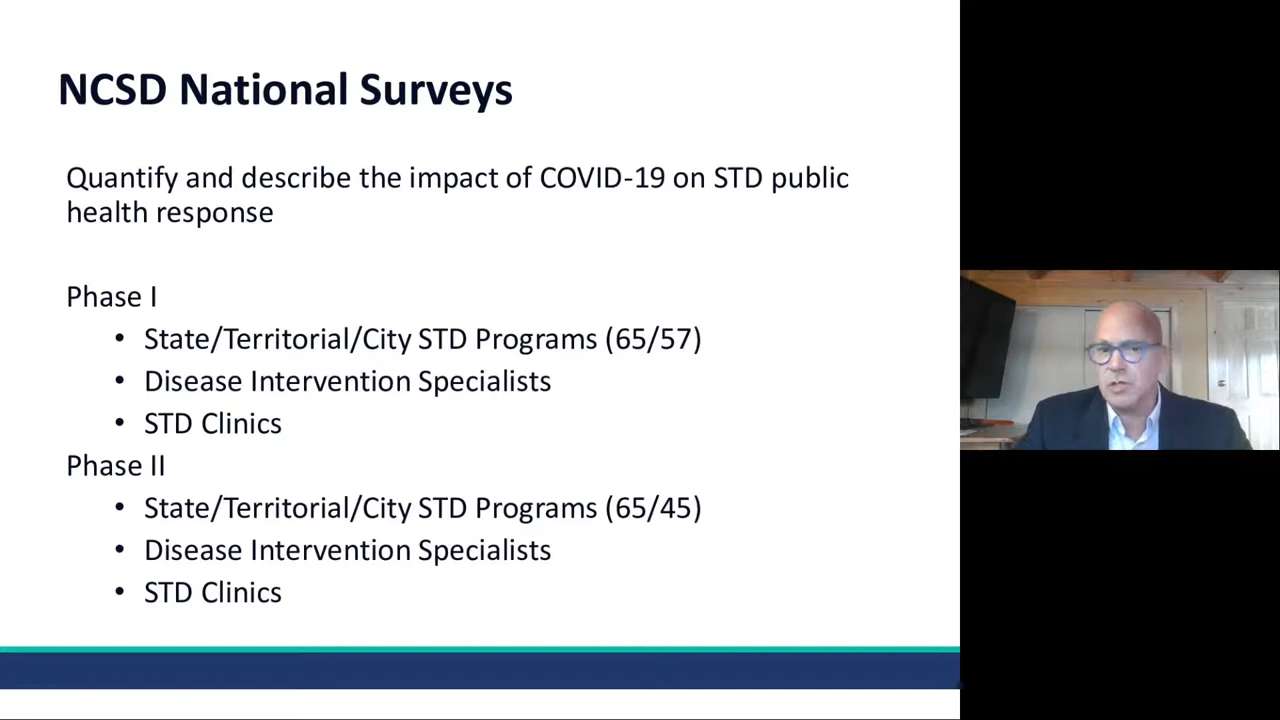 NCSD National Surveys
Quantify and describe the impact of COVID-19 on STD public
health response
Phase I
• State/Territorial/City STD Programs (65/57)
• Disease Intervention Specialists
• STD Clinics
Phase II
• State/Territorial/City STD Programs (65/45)
• Disease Intervention Specialists
• STD Clinics